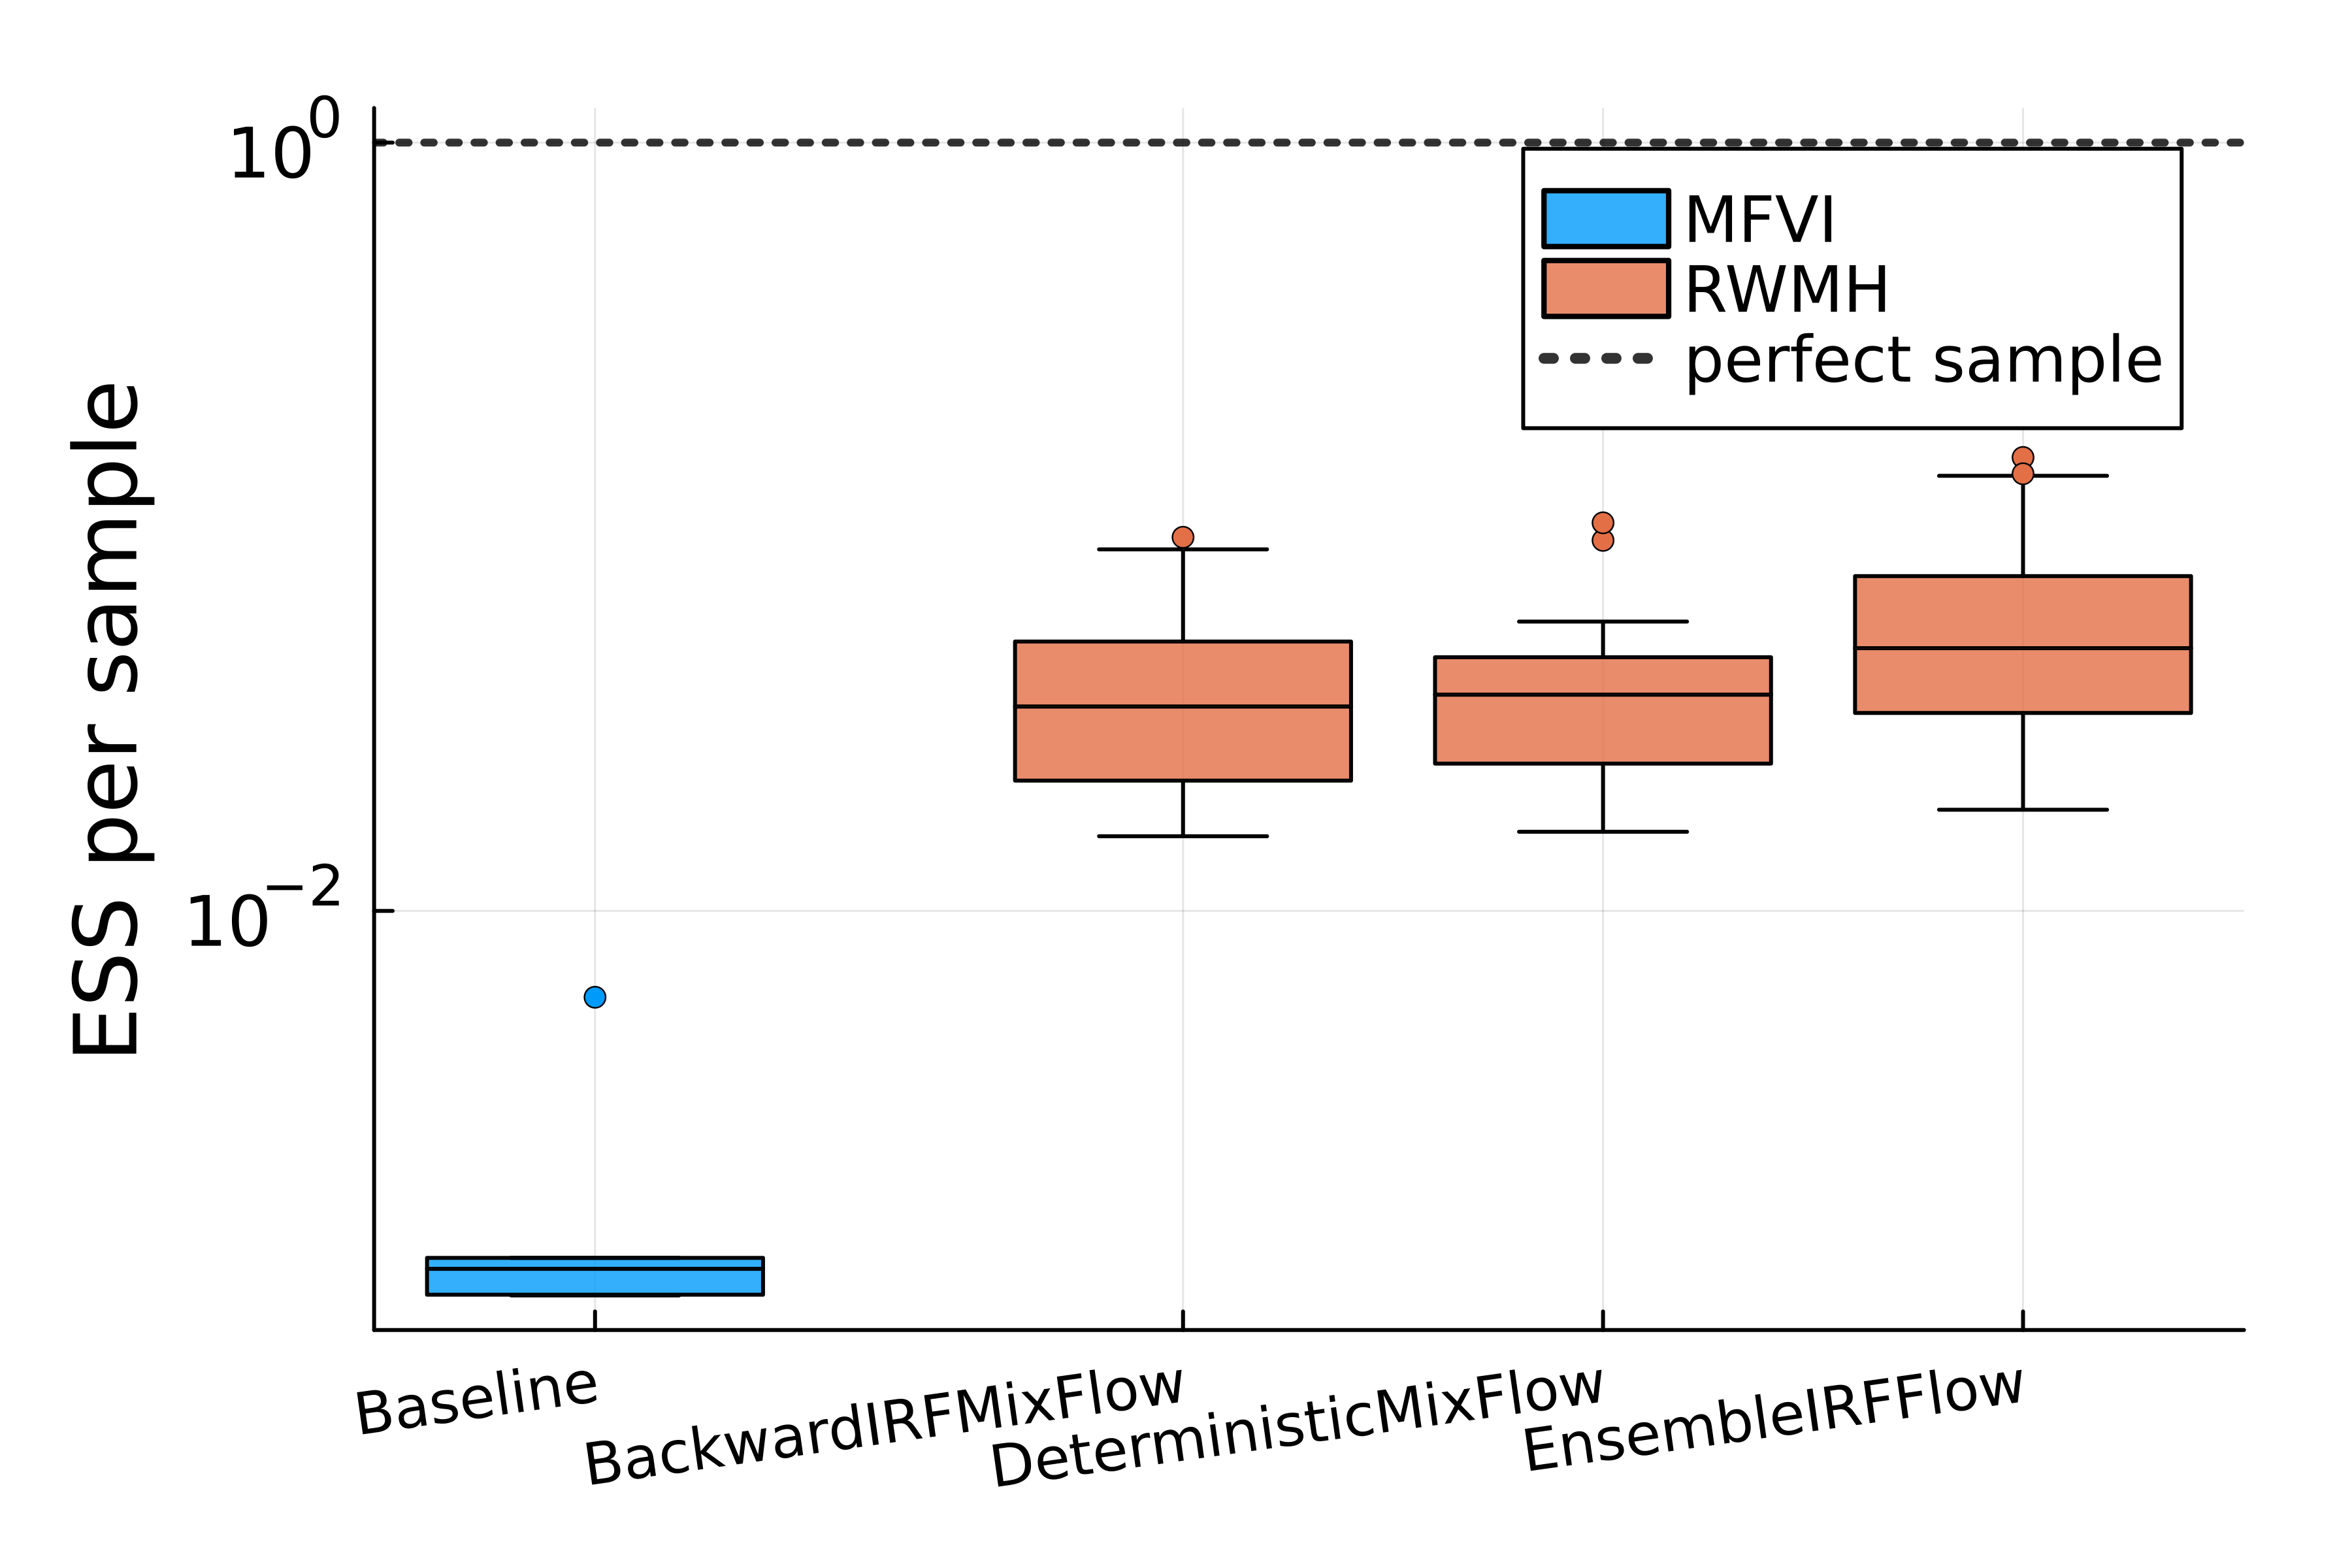 10^0
MFVI
RWMH
perfect sample
ESS per sample
10^−2
Baseline
BackwardIRFMixFlow
DeterministicMixFlow
EnsembleIRFFlow